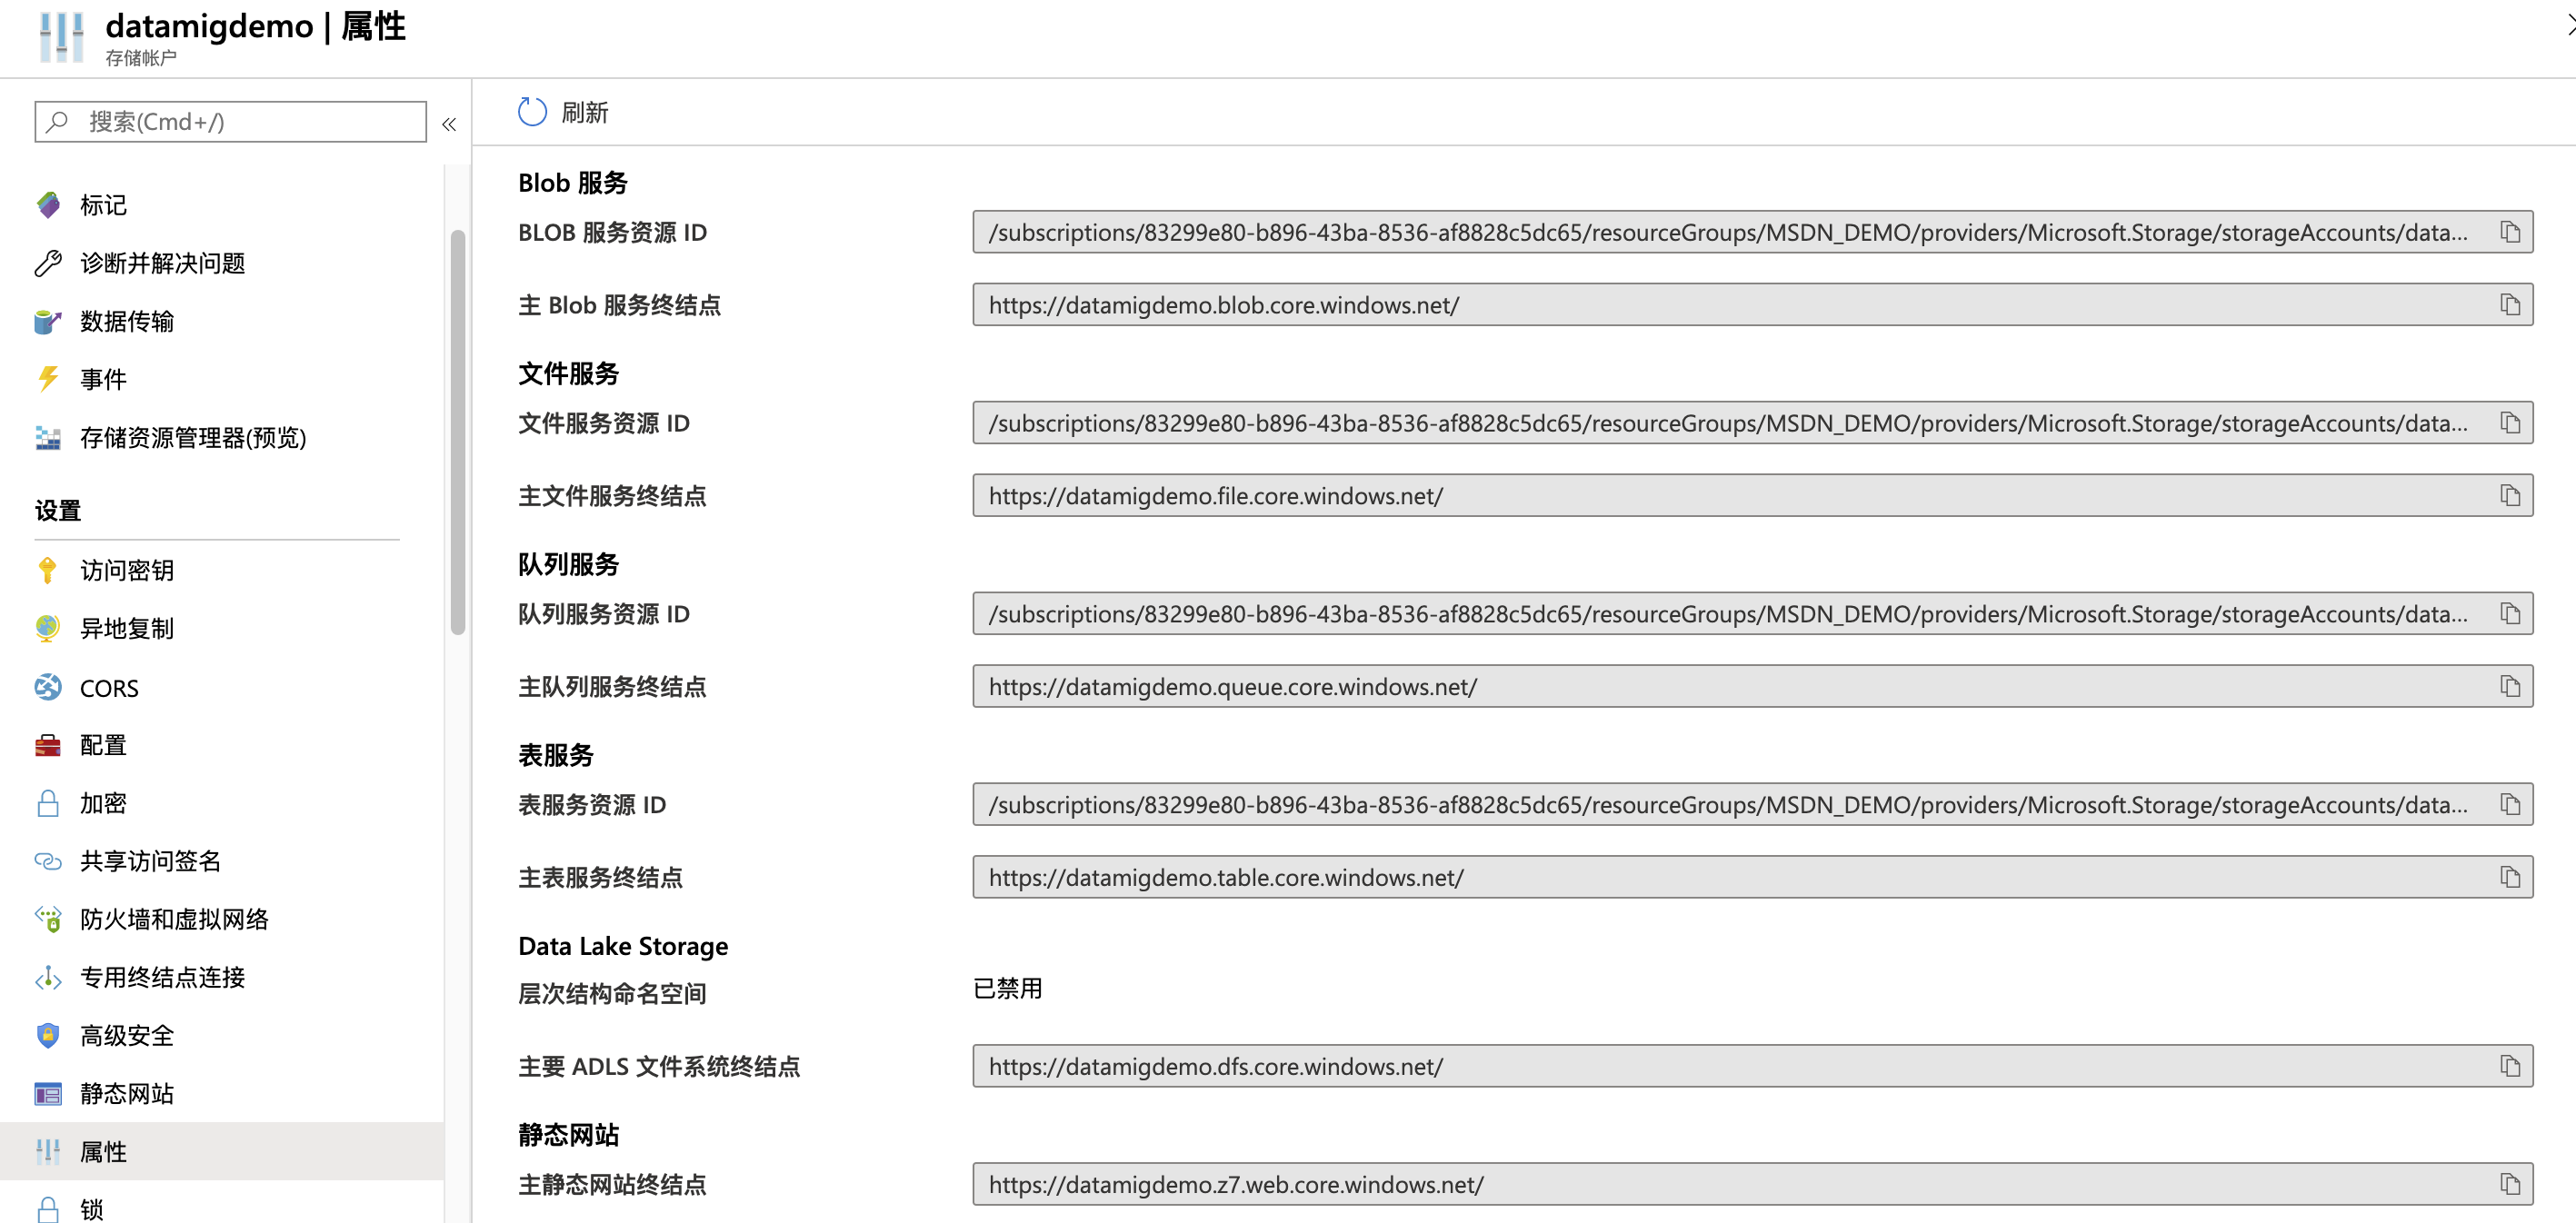 datamigdemo | 属性
存储帐户
搜索(Cmd+/)
«
标记
诊断并解决问题
数据传输
事件
存储资源管理器(预览)
设置
访问密钥
异地复制
CORS
配置
加密
共享访问签名
防火墙和虚拟网络
专用终结点连接
高级安全
静态网站
属性
锁
刷新
Blob 服务
BLOB 服务资源 ID
/subscriptions/83299e80-b896-43ba-8536-af8828c5dc65/resourceGroups/MSDN_DEMO/providers/Microsoft.Storage/storageAccounts/data...
主 Blob 服务终结点
https://datamigdemo.blob.core.windows.net/
文件服务
文件服务资源 ID
/subscriptions/83299e80-b896-43ba-8536-af8828c5dc65/resourceGroups/MSDN_DEMO/providers/Microsoft.Storage/storageAccounts/data...
主文件服务终结点
https://datamigdemo.file.core.windows.net/
队列服务
队列服务资源 ID
/subscriptions/83299e80-b896-43ba-8536-af8828c5dc65/resourceGroups/MSDN_DEMO/providers/Microsoft.Storage/storageAccounts/data...
主队列服务终结点
https://datamigdemo.queue.core.windows.net/
表服务
表服务资源 ID
/subscriptions/83299e80-b896-43ba-8536-af8828c5dc65/resourceGroups/MSDN_DEMO/providers/Microsoft.Storage/storageAccounts/data...
主表服务终结点
https://datamigdemo.table.core.windows.net/
Data Lake Storage
层次结构命名空间
已禁用
主要 ADLS 文件系统终结点
https://datamigdemo.dfs.core.windows.net/
静态网站
主静态网站终结点
https://datamigdemo.z7.web.core.windows.net/